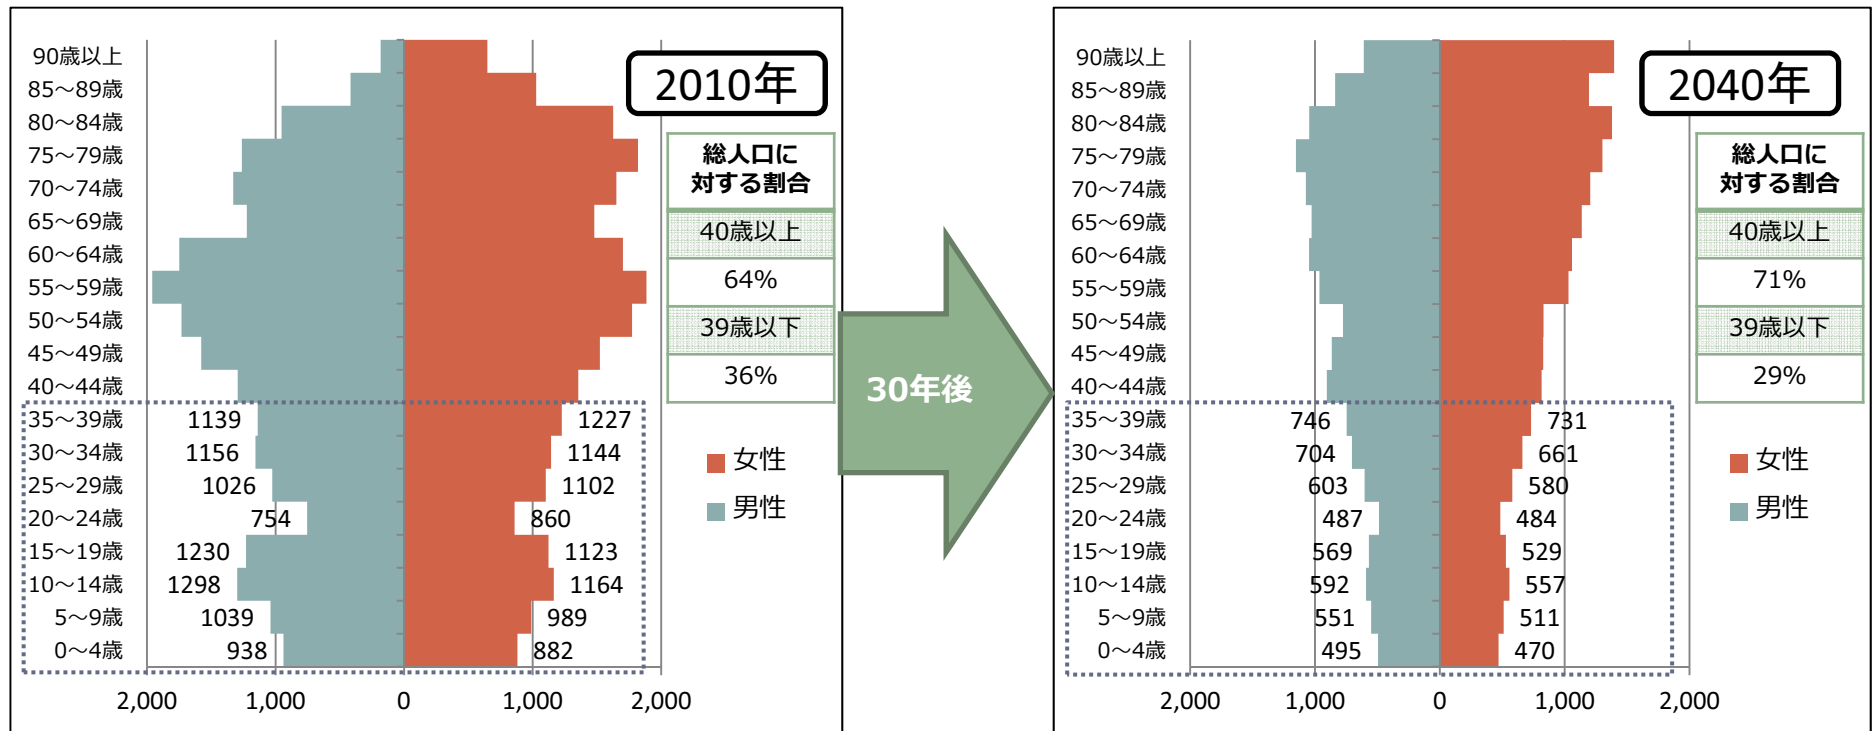 2010年
90歳以上
85～89歳
80～84歳
75～79歳
70～74歳
65～69歳
60～64歳
55～59歳
50～54歳
45～49歳
40～44歳
35～39歳 1139 1227
30～34歳 1156 1144
25～29歳 1026 1102
20～24歳 754 860
15～19歳 1230 1123
10～14歳 1298 1164
5～9歳 1039 989
0～4歳 938 882
2,000 1,000 0 1,000 2,000
総人口に
対する割合
40歳以上
64%
39歳以下
36%
女性
男性
30年後
2040年
90歳以上
85～89歳
80～84歳
75～79歳
70～74歳
65～69歳
60～64歳
55～59歳
50～54歳
45～49歳
40～44歳
35～39歳 746 731
30～34歳 704 661
25～29歳 603 580
20～24歳 487 484
15～19歳 569 529
10～14歳 592 557
5～9歳 551 511
0～4歳 495 470
2,000 1,000 0 1,000 2,000
総人口に
対する割合
40歳以上
71%
39歳以下
29%
女性
男性